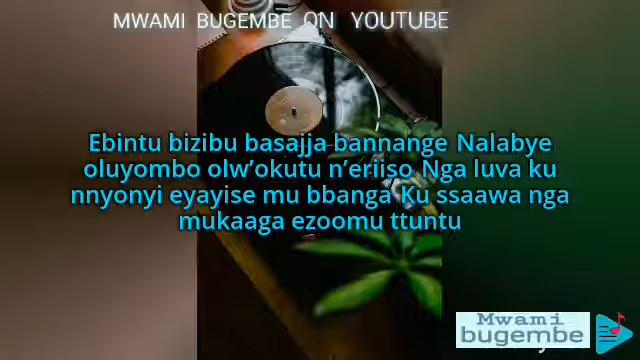 MWAMI BUGEMBE ON YOUTUBE
Ebintu bizibu basajja bannange Nalabye
oluyombo olw’okutu n’eriiso Nga luva ku
nnyonyi eyayise mu bbanga Ku ssaawa nga
mukaaga ezoomu ttuntu
Mwami
bugembe